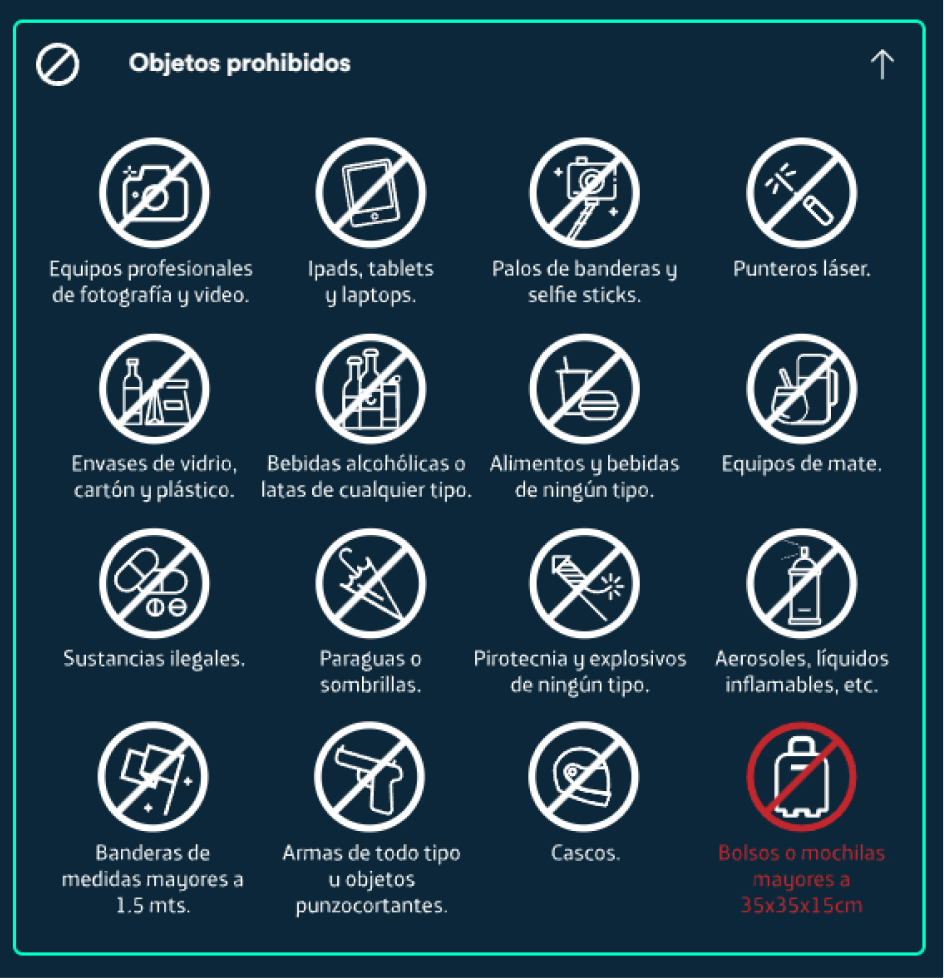 Objetos prohibidos
Equipos profesionales
de fotografía y video.
Ipads, tablets
y laptops.
Palos de banderas y
selfie sticks.
Punteros láser.
Envases de vidrio,
cartón y plástico.
Bebidas alcohólicas o
latas de cualquier tipo.
Alimentos y bebidas
de ningún tipo.
Equipos de mate.
Sustancias ilegales.
Paraguas o
sombrillas.
Pirotecnia y explosivos
de ningún tipo.
Aerosoles, líquidos
inflamables, etc.
Banderas de
medidas mayores a
1.5 mts.
Armas de todo tipo
u objetos
punzocortantes.
Cascos.
Bolsos o mochilas
mayores a
35x35x15cm